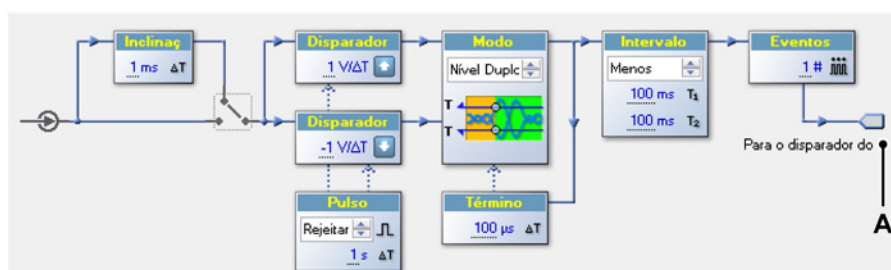 Inclinaç
1 ms ΔT
Disparador
1 V/ΔT
Disparador
-1 V/ΔT
Pulso
Rejeitar
1 s ΔT
Modo
Nível Duplc
T
T
Término
100 µs ΔT
Intervalo
Menos
100 ms T₁
100 ms T₂
Eventos
1 #
Para o disparador do
A